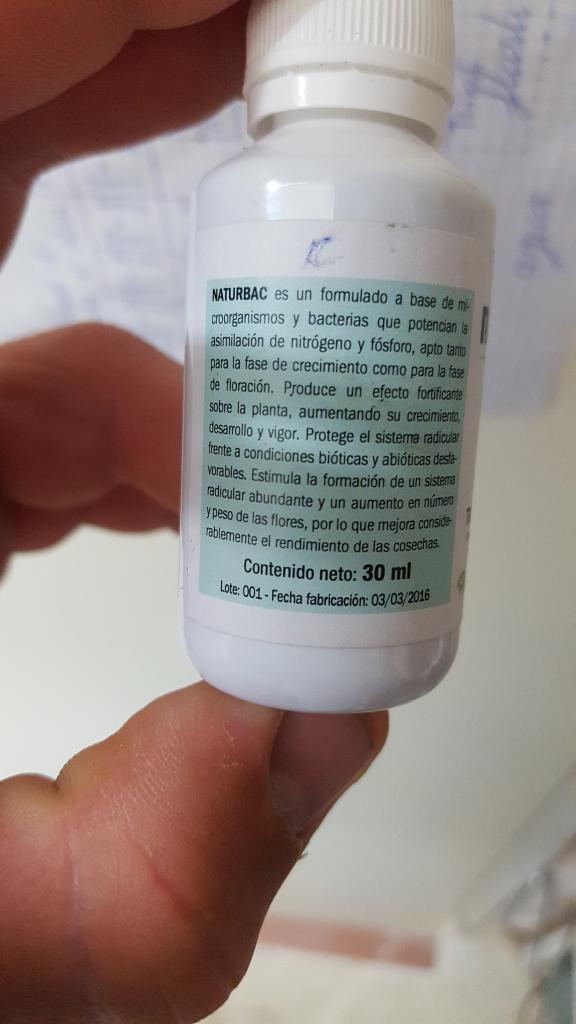 NATURBAC es un formulado a base de mi-
croorganismos y bacterias que potencian la
asimilación de nitrógeno y fósforo, apto tanto
para la fase de crecimiento como para la fase
de floración. Produce un efecto fortificante
sobre la planta, aumentando su crecimiento,
desarrollo y vigor. Protege el sistema radicular
frente a condiciones bióticas y abióticas desfa-
vorables. Estimula la formación de un sistema
radicular abundante y un aumento en número
y peso de las flores, por lo que mejora conside-
rablemente el rendimiento de las cosechas.
Contenido neto: 30 ml
Lote: 001 - Fecha fabricación: 03/03/2016